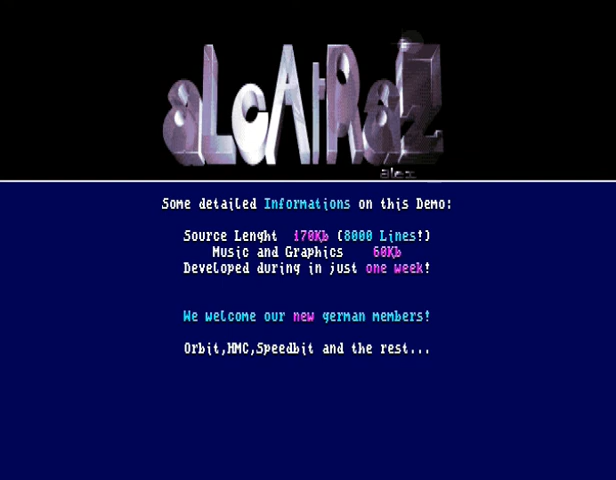 aLcAtRaz
alex
Some detailed Informations on this Demo:
Source Lenght 170Kb (8000 Lines!)
Music and Graphics 60Kb
Developed during in just one week!
We welcome our new german members!
Orbit,HMC,Speedbit and the rest...